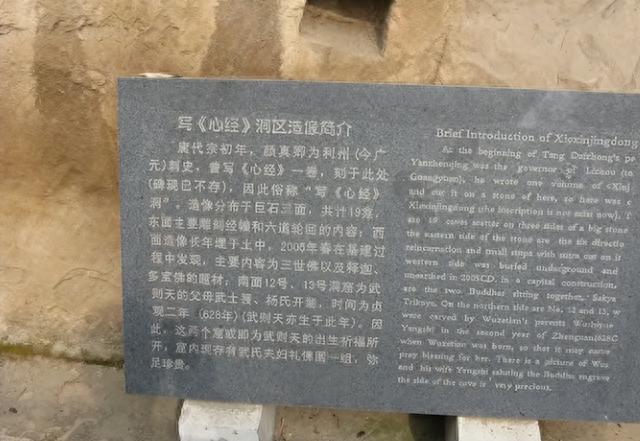 写《心经》洞区造像简介
唐代宗初年，颜真卿为利州(今广
元)刺史，曾写《心经》一卷，刻于此处
(碑现已不存)，因此俗称“写《心经》
洞”。造像分布于巨石三面，共计19龛，
东面主要雕刻经幢和六道轮回的内容；西
面造像长年埋于土中，2005年春在基建过
程中发现，主要内容为三世佛以及释迦、
多宝佛的题材，南面12号、13号洞窟为武
则天的父母武士彟、杨氏开凿，时间为贞
观二年（628年）(武则天亦生于此年)。因
此，这两个窟或即为武则天的出生祈福所
开，窟内现存有武氏夫妇礼佛图一组，弥
足珍贵。
Brief Introduction of Xiexinjingdong
As the beginning of Tang Daizhong's
Yanzhenqing was the governor of Lizhou
Guangyuan), he wrote one volume of <Xinj
and cut it on a stone of here, so here was c
Xiexinjingdong (the inscription is not exist now).
are 19 caves scatter on three sides of a big stone
the eastern side of the stone are the six directio
reincarnation and small steps with sutra cut on it
western side was buried underground and
unearthed in 2005CD, in a capital construction,
are the two Buddhas sitting together, Sakya
Triknya. On the northern side are No. 12 and 13, w
were carved by Wuzetian's parents Wushiyue
Yangshi in the second year of Zhenguan(628C
when Wuzetian was born, so that it may
pray blessing for her. There is a picture of Wus
and his wife Yangshi saluting the Buddha engrave
the side of the cave is very precious.